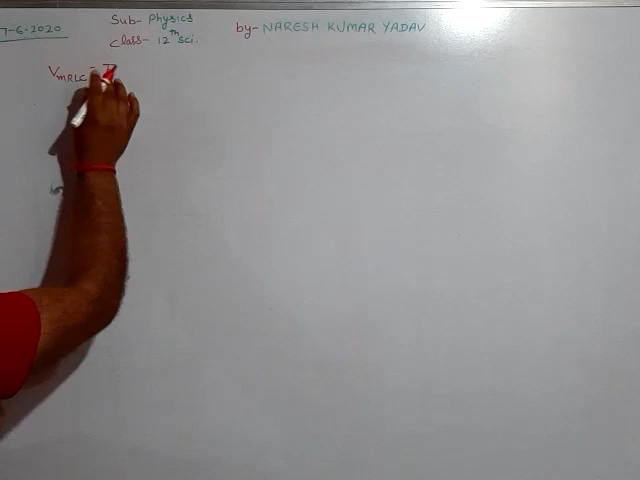 7-6-2020
Sub- Physics
Class- 12th sci.
by- NARESH KUMAR YADAV
VmRLC =